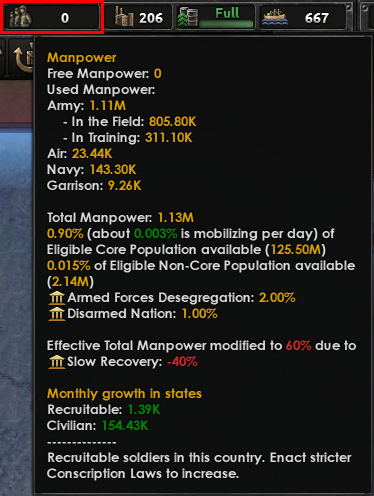 0 206 Full 667
Manpower
Free Manpower: 0
Used Manpower:
Army: 1.11M
- In the Field: 805.80K
- In Training: 311.10K
Air: 23.44K
Navy: 143.30K
Garrison: 9.26K
Total Manpower: 1.13M
0.90% (about 0.003% is mobilizing per day) of
Eligible Core Population available (125.50M)
0.015% of Eligible Non-Core Population available
(2.14M)
Armed Forces Desegregation: 2.00%
Disarmed Nation: 1.00%
Effective Total Manpower modified to 60% due to
Slow Recovery: -40%
Monthly growth in states
Recruitable: 1.39K
Civilian: 154.43K
--------------
Recruitable soldiers in this country. Enact stricter
Conscription Laws to increase.